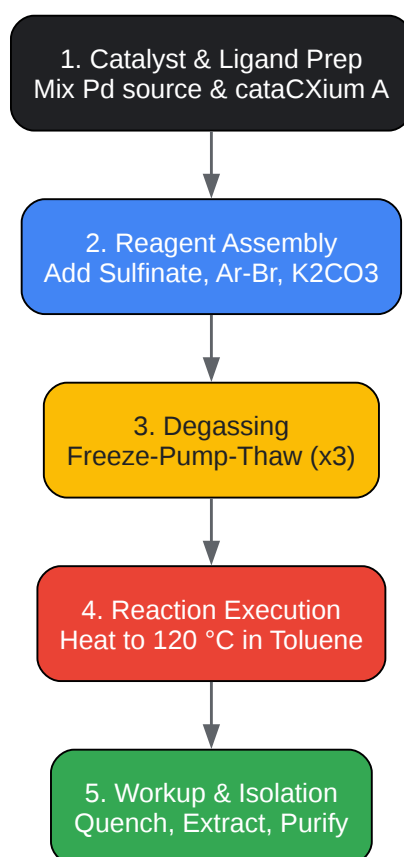 1. Catalyst & Ligand Prep
Mix Pd source & cataCXium A
2. Reagent Assembly
Add Sulfinate, Ar-Br, K2CO3
3. Degassing
Freeze-Pump-Thaw (x3)
4. Reaction Execution
Heat to 120 °C in Toluene
5. Workup & Isolation
Quench, Extract, Purify